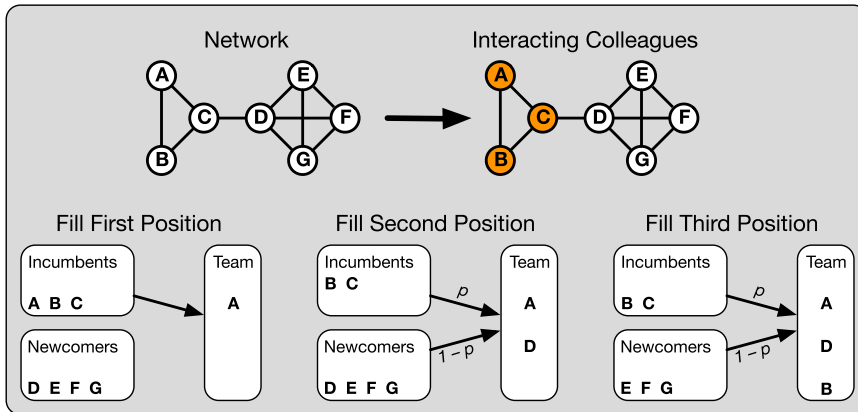 Network
Interacting Colleagues
A
E
C
D
F
B
G
A
E
C
D
F
B
G
Fill First Position
Incumbents
A B C
Newcomers
D E F G
Team
A
Fill Second Position
Incumbents
B C
Newcomers
D E F G
p
1 – p
Team
A
D
Fill Third Position
Incumbents
B C
Newcomers
E F G
p
1 – p
Team
A
D
B